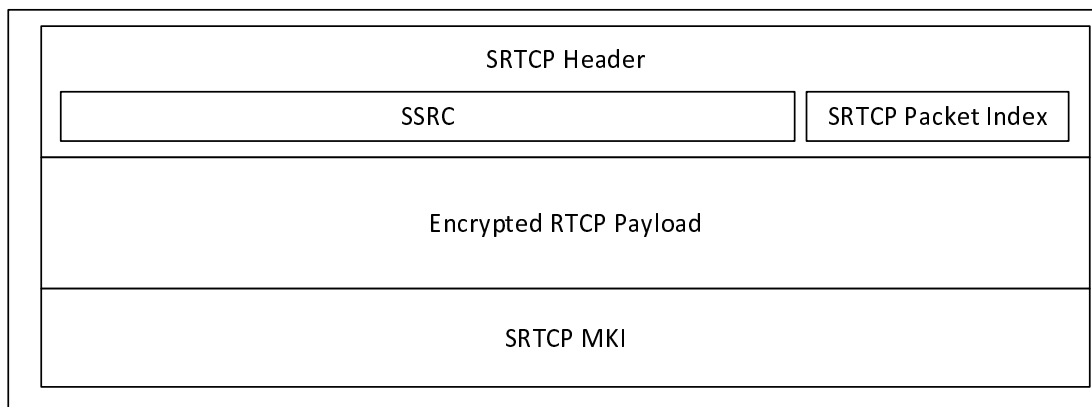 SRTCP Header
SSRC
SRTCP Packet Index
Encrypted RTCP Payload
SRTCP MKI